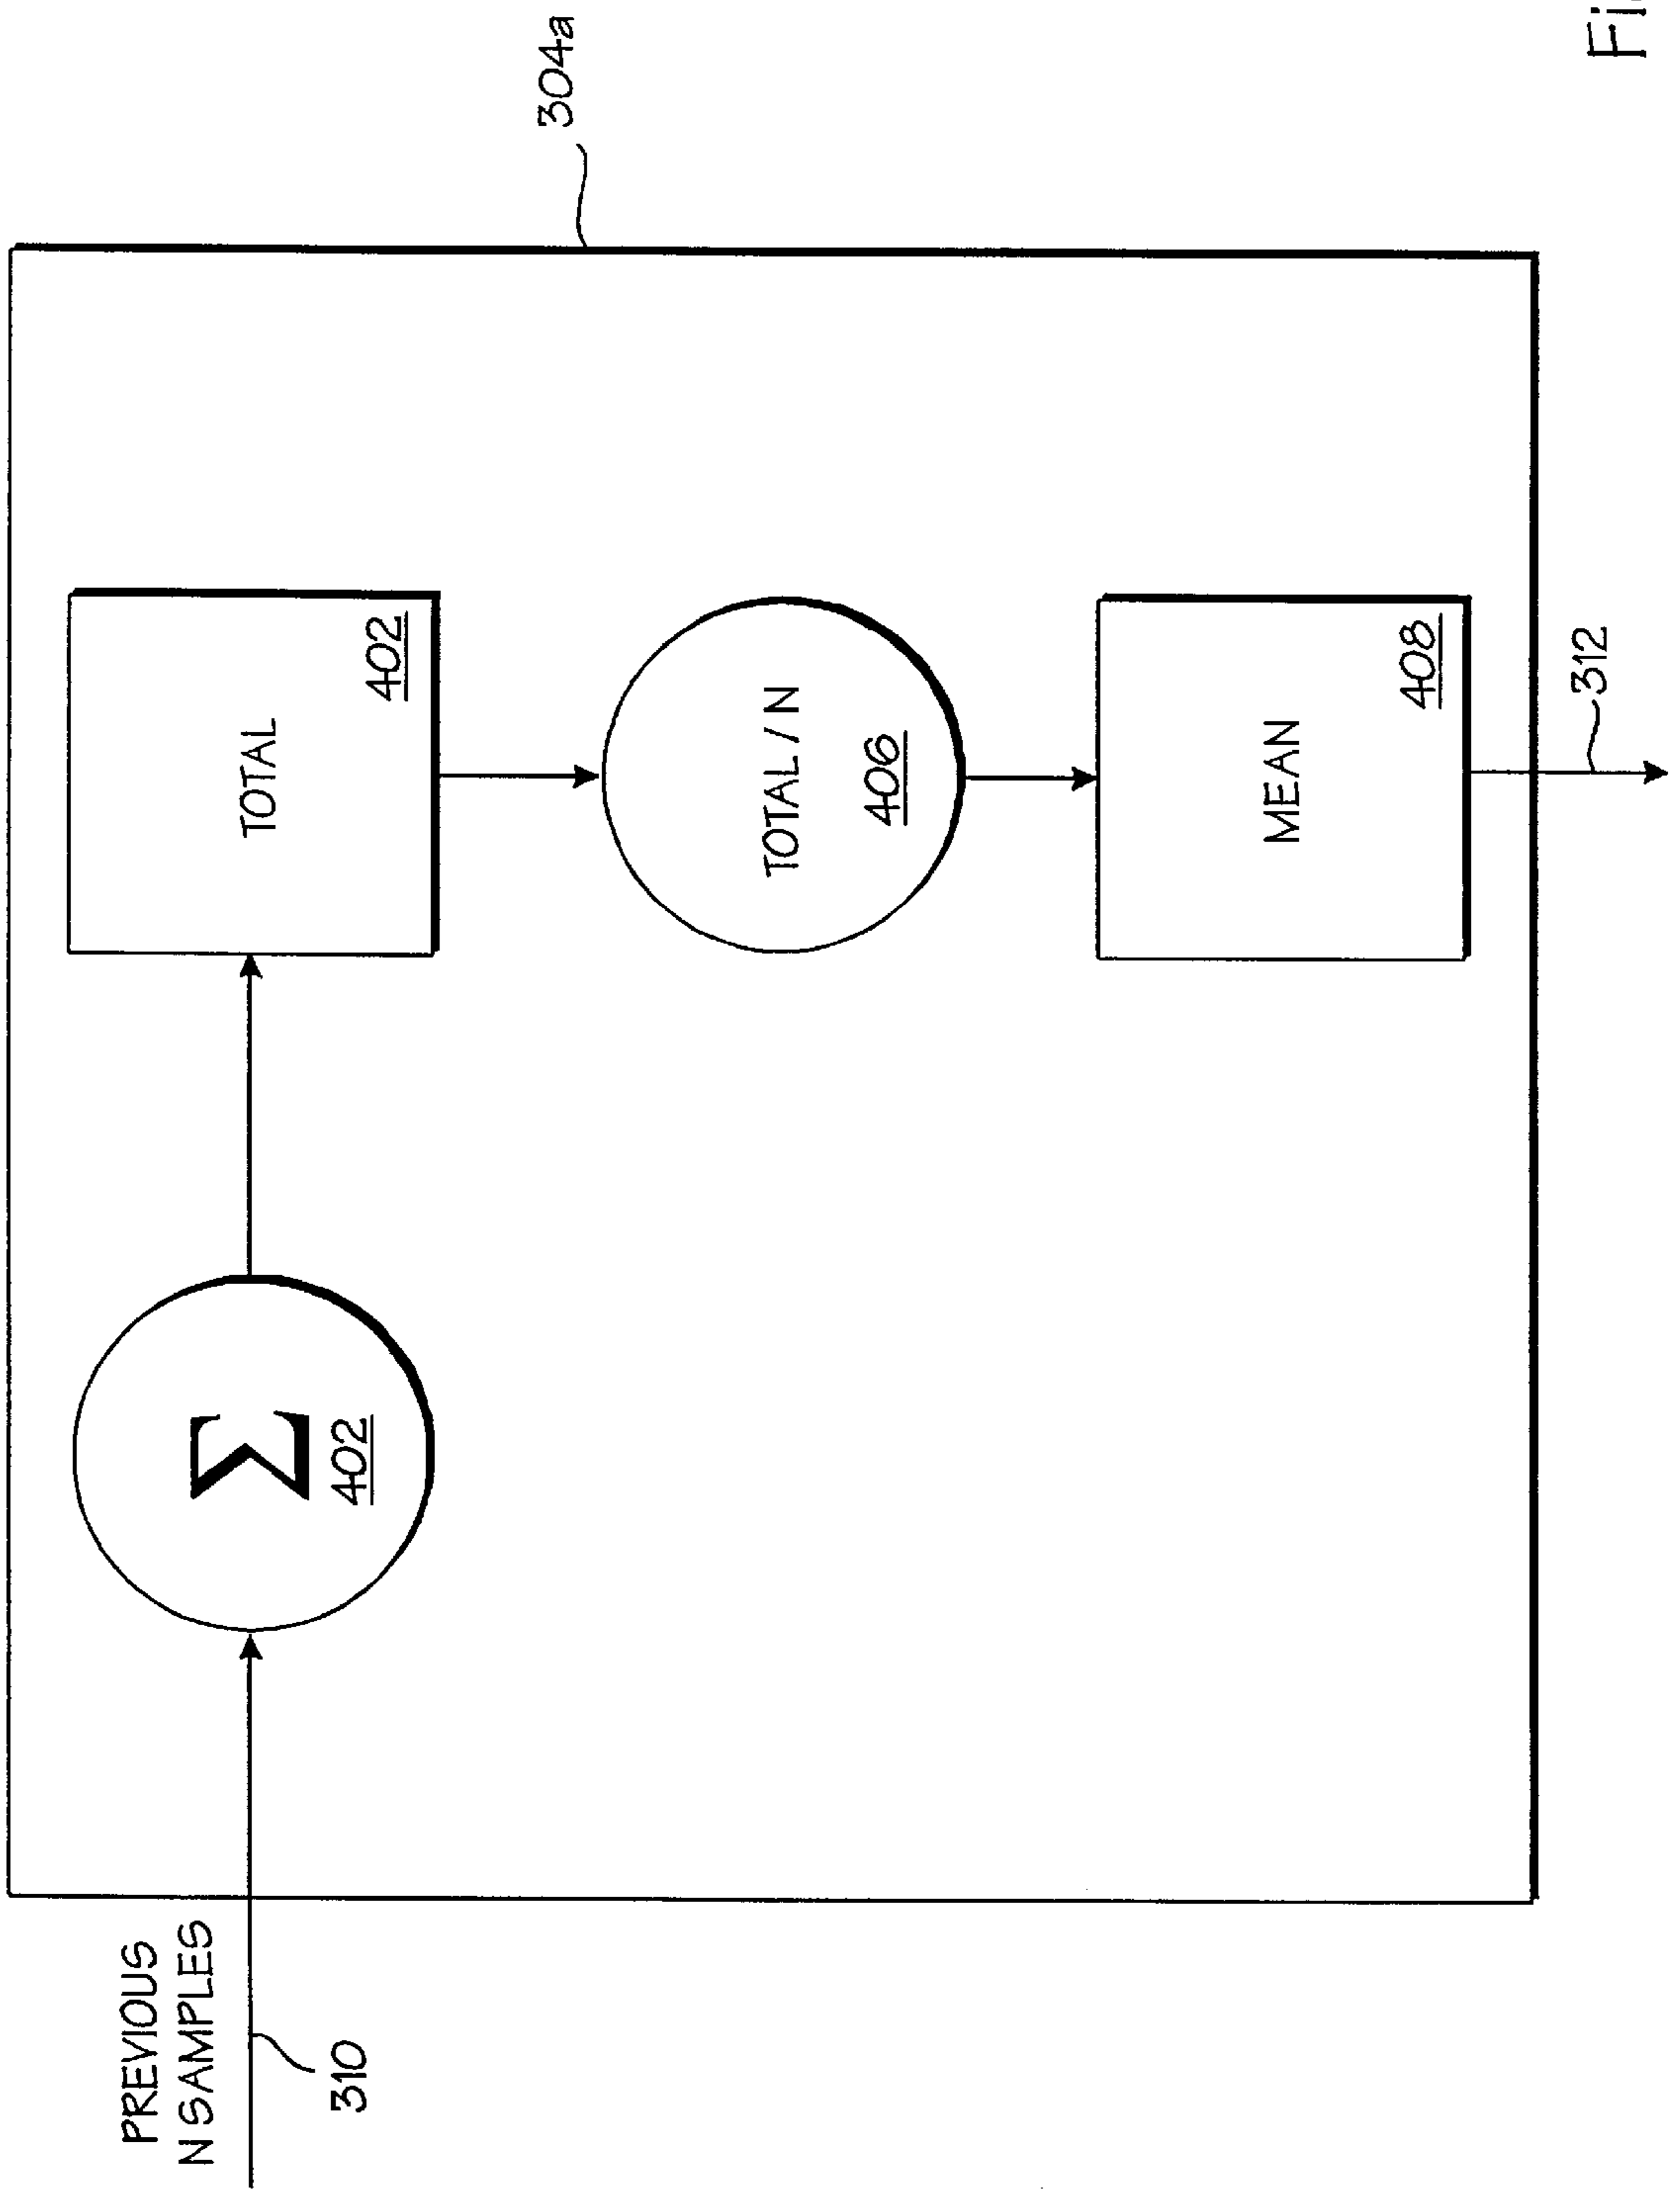 PREVIOUS
N SAMPLES
310
Σ
402
TOTAL
402
304a
TOTAL / N
406
MEAN
408
312